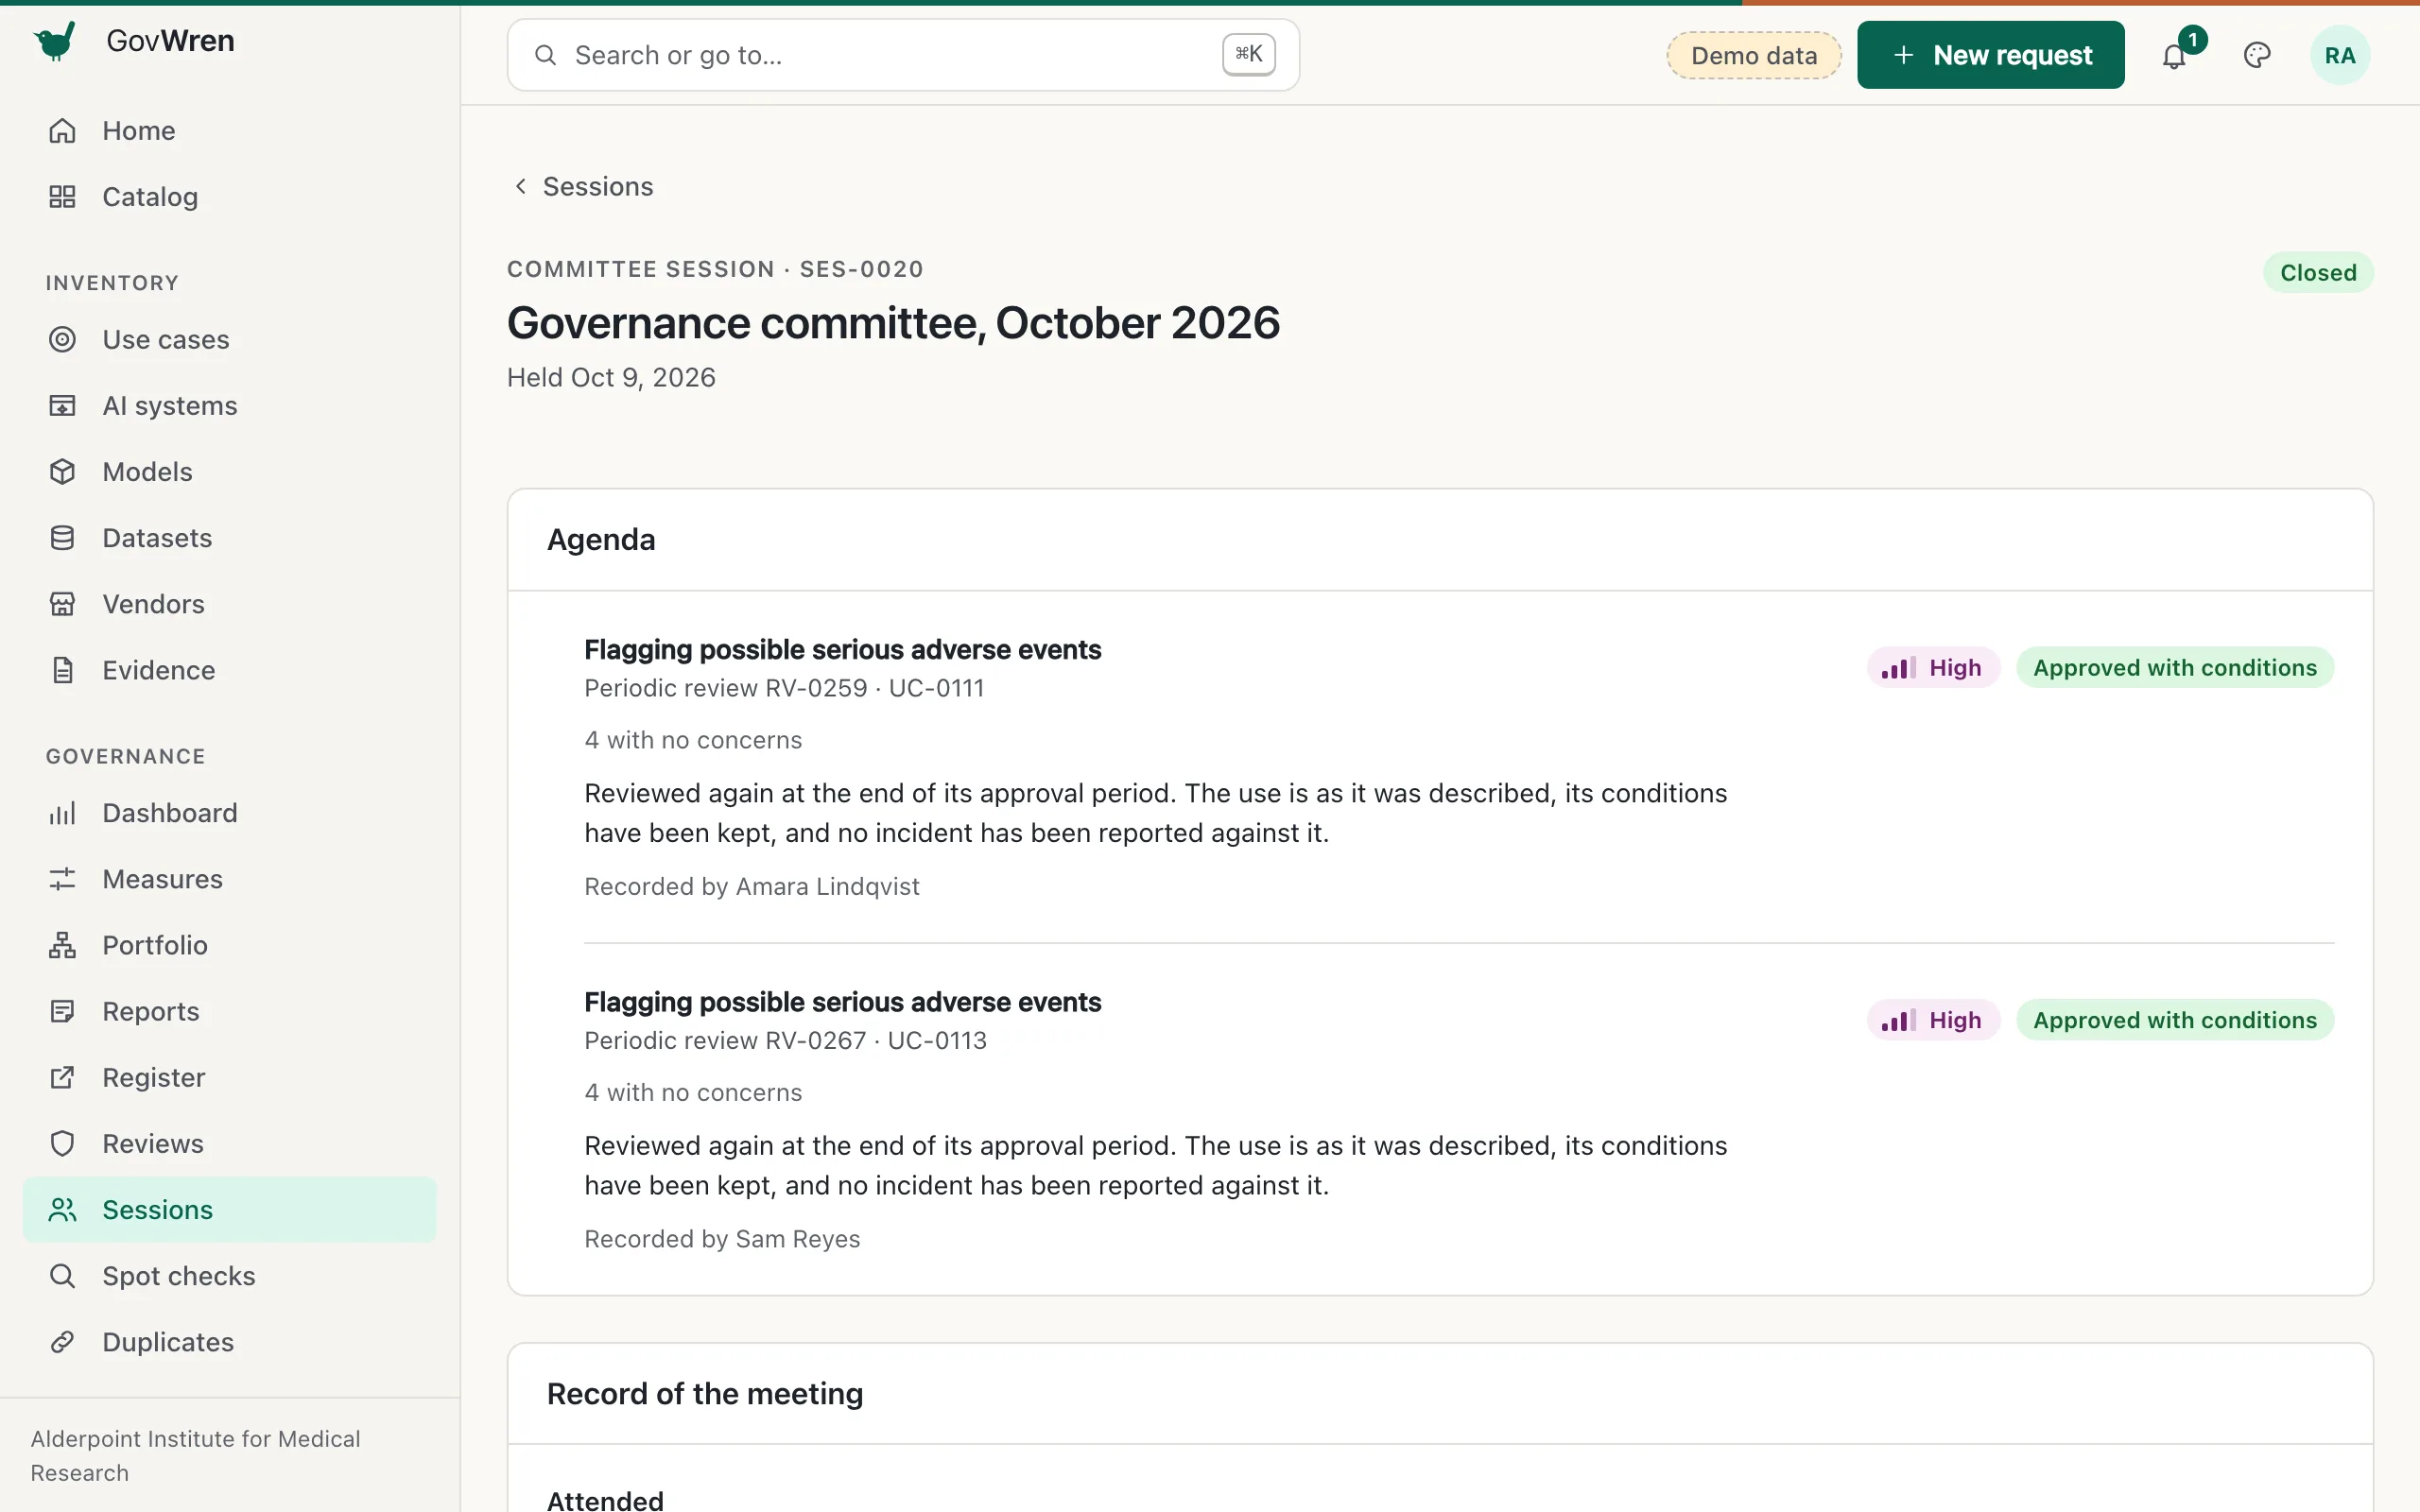 GovWren
Search or go to...
⌘K
Demo data
New request
1
RA
Home
Catalog
INVENTORY
Use cases
AI systems
Models
Datasets
Vendors
Evidence
GOVERNANCE
Dashboard
Measures
Portfolio
Reports
Register
Reviews
Sessions
Spot checks
Duplicates
Alderpoint Institute for Medical
Research
Sessions
COMMITTEE SESSION · SES-0020
Closed
Governance committee, October 2026
Held Oct 9, 2026
Agenda
Flagging possible serious adverse events
High
Approved with conditions
Periodic review RV-0259 · UC-0111
4 with no concerns
Reviewed again at the end of its approval period. The use is as it was described, its conditions
have been kept, and no incident has been reported against it.
Recorded by Amara Lindqvist
Flagging possible serious adverse events
High
Approved with conditions
Periodic review RV-0267 · UC-0113
4 with no concerns
Reviewed again at the end of its approval period. The use is as it was described, its conditions
have been kept, and no incident has been reported against it.
Recorded by Sam Reyes
Record of the meeting
Attended